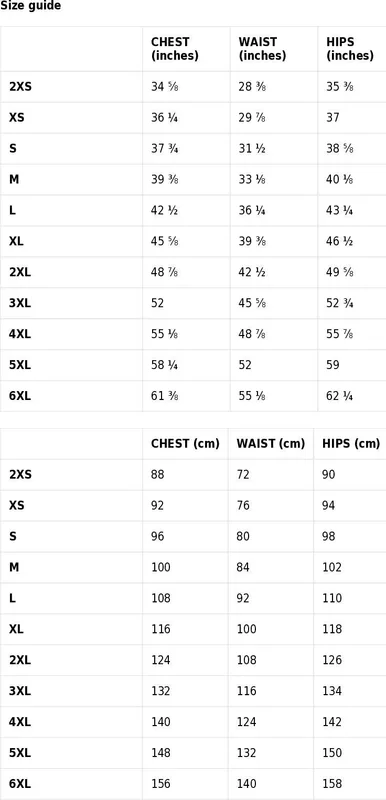 Size guide
CHEST (inches) WAIST (inches) HIPS (inches)
2XS 34 ⅝ 28 ⅜ 35 ⅜
XS 36 ¼ 29 ⅞ 37
S 37 ¾ 31 ½ 38 ⅝
M 39 ⅜ 33 ⅛ 40 ⅛
L 42 ½ 36 ¼ 43 ¼
XL 45 ⅝ 39 ⅜ 46 ½
2XL 48 ⅞ 42 ½ 49 ⅝
3XL 52 45 ⅝ 52 ¾
4XL 55 ⅛ 48 ⅞ 55 ⅞
5XL 58 ¼ 52 59
6XL 61 ⅜ 55 ⅛ 62 ¼
CHEST (cm) WAIST (cm) HIPS (cm)
2XS 88 72 90
XS 92 76 94
S 96 80 98
M 100 84 102
L 108 92 110
XL 116 100 118
2XL 124 108 126
3XL 132 116 134
4XL 140 124 142
5XL 148 132 150
6XL 156 140 158